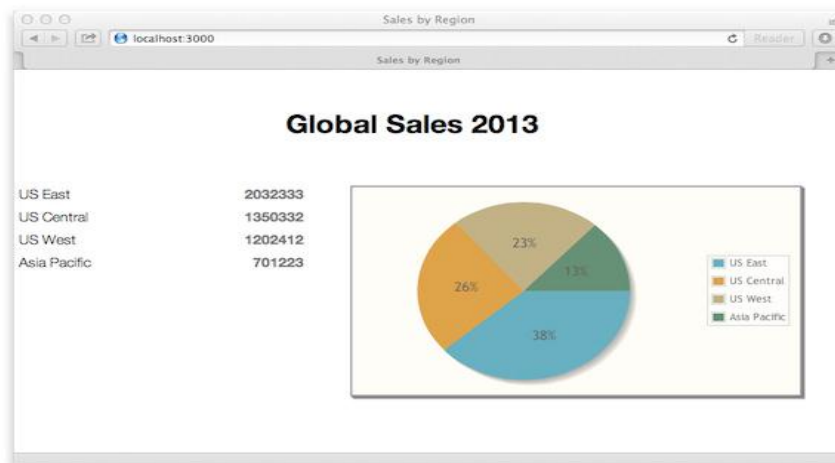 Sales by Region
localhost:3000
Reader
Sales by Region
Global Sales 2013
US East 2032333
US Central 1350332
US West 1202412
Asia Pacific 701223
23%
13%
26%
38%
US East
US Central
US West
Asia Pacific